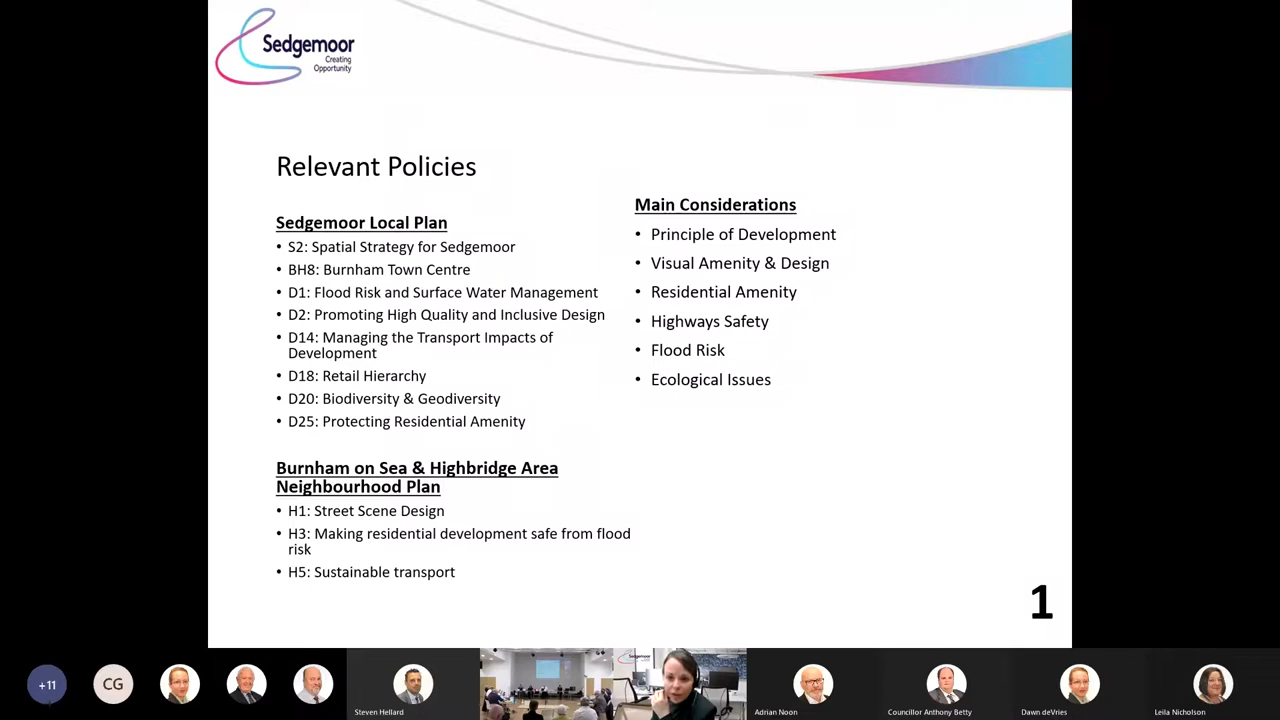 Sedgemoor
Creating
Opportunity
Relevant Policies
Sedgemoor Local Plan
• S2: Spatial Strategy for Sedgemoor
• BH8: Burnham Town Centre
• D1: Flood Risk and Surface Water Management
• D2: Promoting High Quality and Inclusive Design
• D14: Managing the Transport Impacts of
Development
• D18: Retail Hierarchy
• D20: Biodiversity & Geodiversity
• D25: Protecting Residential Amenity
Burnham on Sea & Highbridge Area
Neighbourhood Plan
• H1: Street Scene Design
• H3: Making residential development safe from flood
risk
• H5: Sustainable transport
Main Considerations
• Principle of Development
• Visual Amenity & Design
• Residential Amenity
• Highways Safety
• Flood Risk
• Ecological Issues
1
+11
CG
Steven Hellard
Sedgemoor
Adrian Noon
Councillor Anthony Betty
Dawn deVries
Leila Nicholson